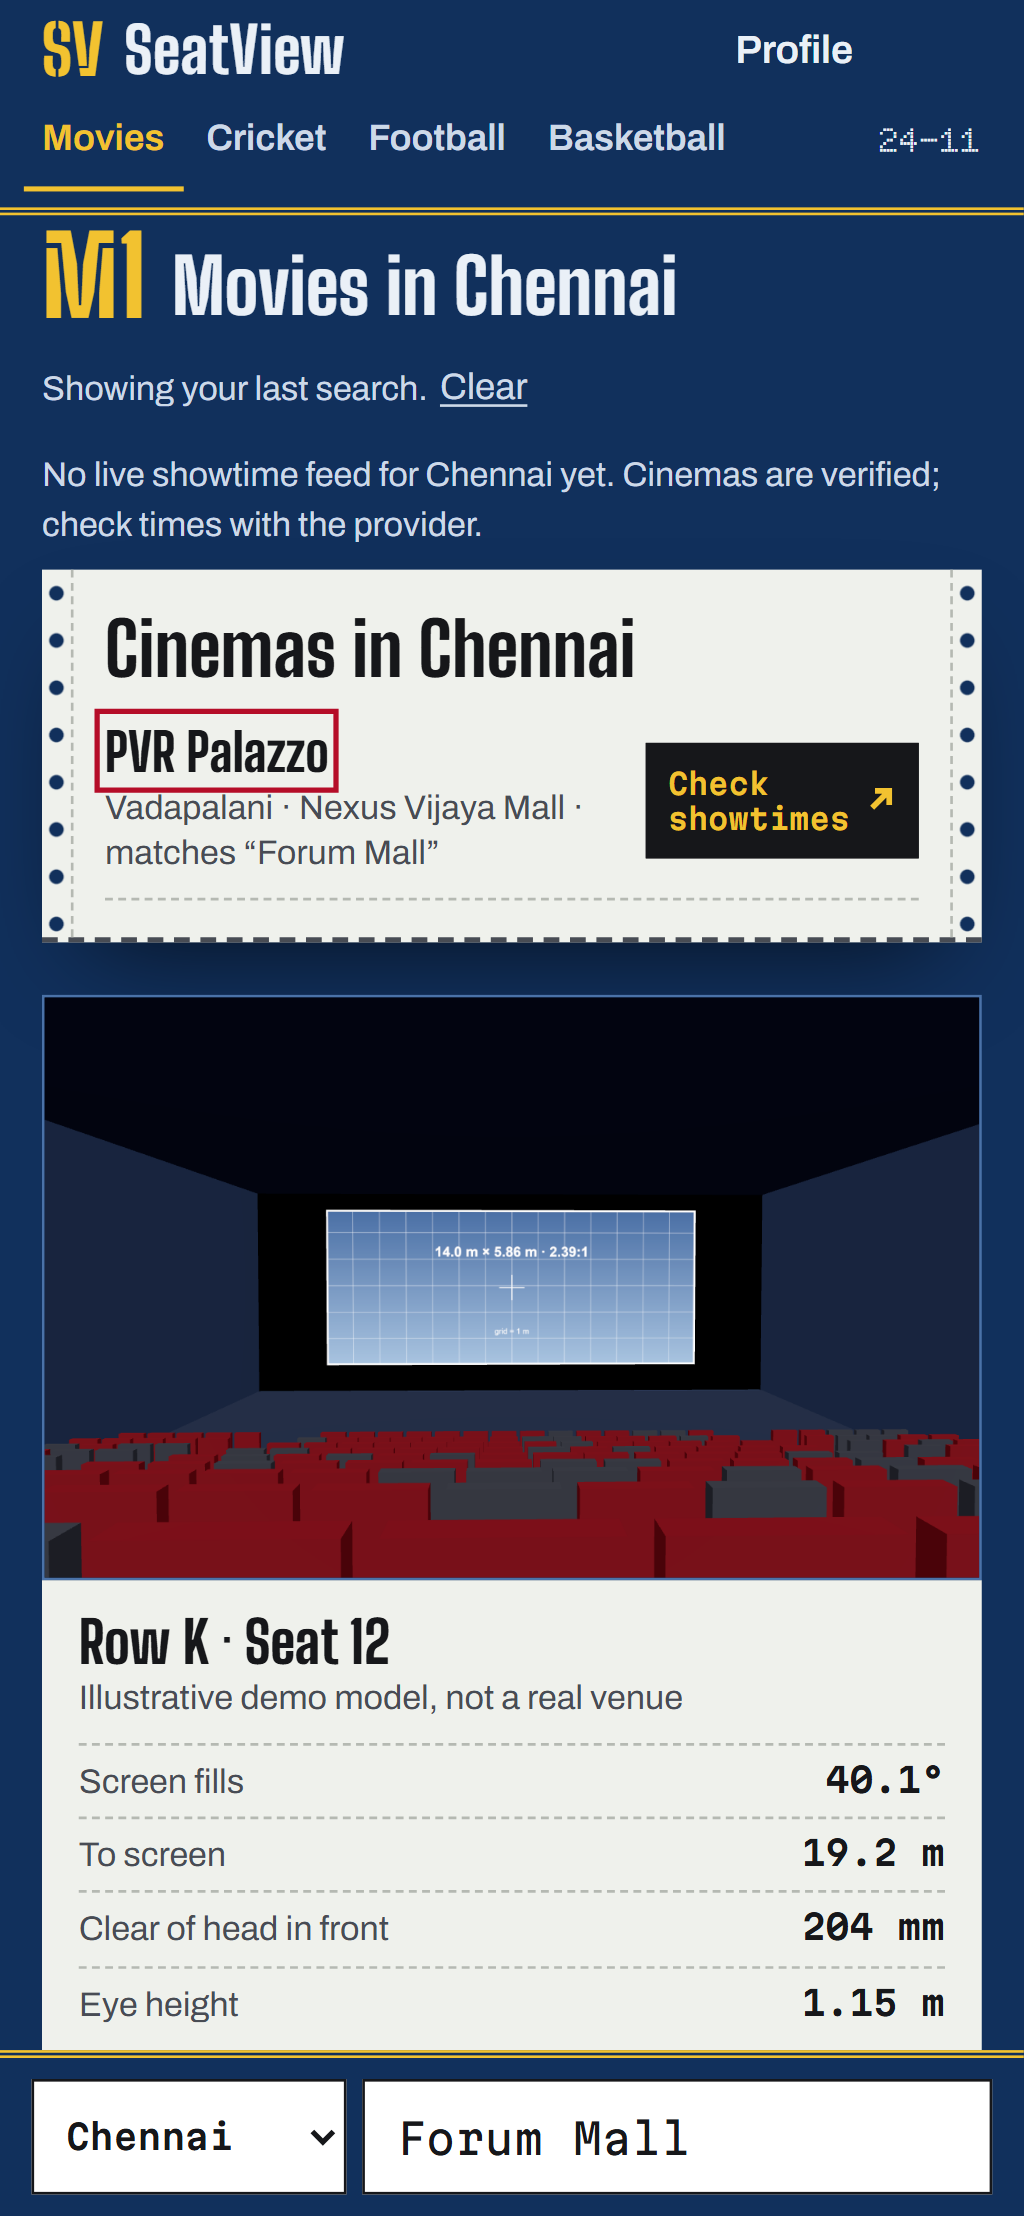 SV SeatView
Profile
Movies Cricket Football Basketball 24-11
M1 Movies in Chennai
Showing your last search. Clear
No live showtime feed for Chennai yet. Cinemas are verified;
check times with the provider.
Cinemas in Chennai
PVR Palazzo
Vadapalani · Nexus Vijaya Mall ·
matches “Forum Mall”
Check
showtimes
14.0 m × 5.86 m · 2.39:1
grid = 1 m
Row K · Seat 12
Illustrative demo model, not a real venue
Screen fills 40.1°
To screen 19.2 m
Clear of head in front 204 mm
Eye height 1.15 m
Chennai
Forum Mall